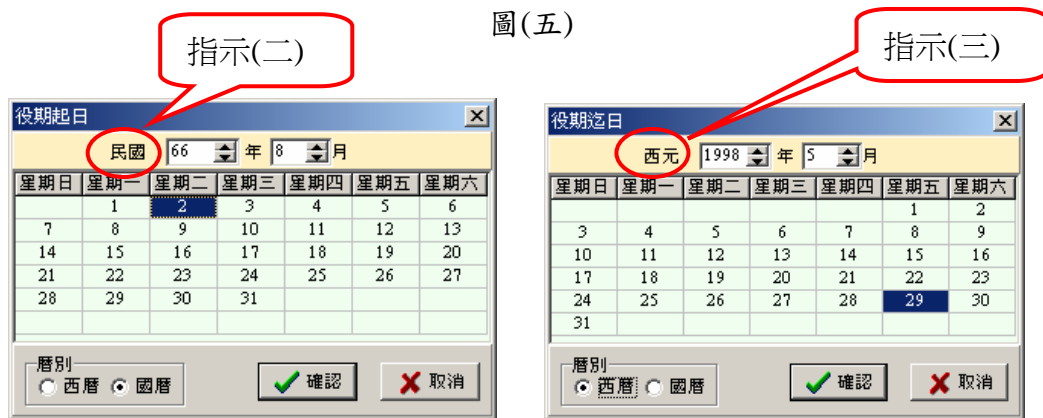 圖(五)
指示(二)
指示(三)
役期起日
民國 66 年 8 月
星期日 星期一 星期二 星期三 星期四 星期五 星期六
1 2 3 4 5 6
7 8 9 10 11 12 13
14 15 16 17 18 19 20
21 22 23 24 25 26 27
28 29 30 31
曆別
西曆 國曆
確認
取消
役期迄日
西元 1998 年 5 月
星期日 星期一 星期二 星期三 星期四 星期五 星期六
1 2
3 4 5 6 7 8 9
10 11 12 13 14 15 16
17 18 19 20 21 22 23
24 25 26 27 28 29 30
31
曆別
西曆 國曆
確認
取消